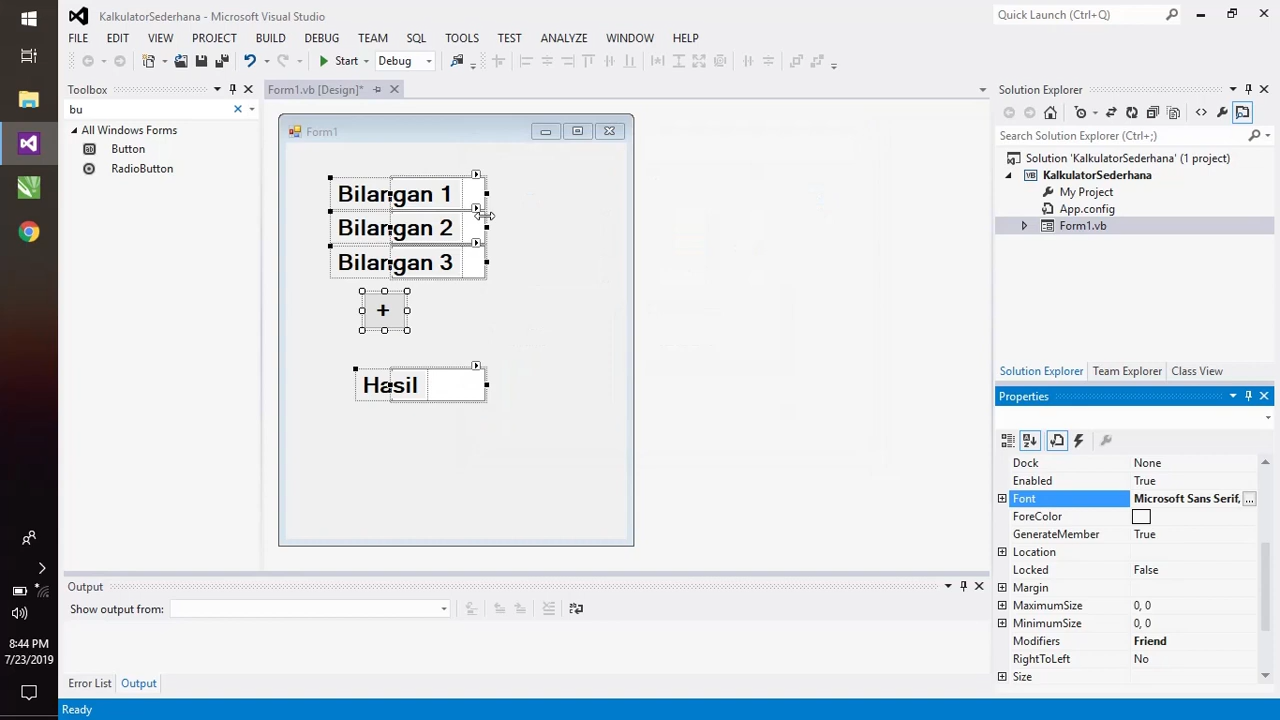 KalkulatorSederhana - Microsoft Visual Studio
Quick Launch (Ctrl+Q)
FILE EDIT VIEW PROJECT BUILD DEBUG TEAM SQL TOOLS TEST ANALYZE WINDOW HELP
Start Debug
Toolbox
bu
All Windows Forms
Button
RadioButton
Form1.vb [Design]*
Form1
Bilangan 1
Bilangan 2
Bilangan 3
+
Hasil
Solution Explorer
Search Solution Explorer (Ctrl+;)
Solution 'KalkulatorSederhana' (1 project)
KalkulatorSederhana
My Project
App.config
Form1.vb
Solution Explorer Team Explorer Class View
Properties
Dock None
Enabled True
Font Microsoft Sans Serif, ...
ForeColor
GenerateMember True
Location
Locked False
Margin
MaximumSize 0, 0
MinimumSize 0, 0
Modifiers Friend
RightToLeft No
Size
Output
Show output from:
Error List Output
Ready
8:44 PM
7/23/2019